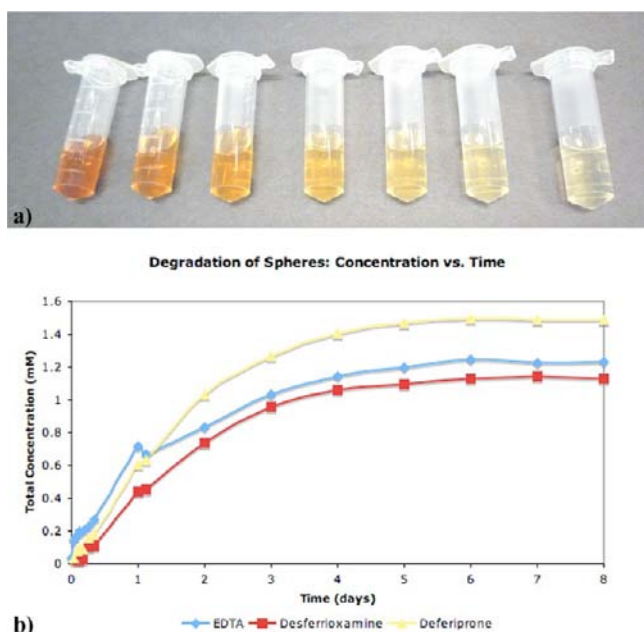 a)
Degradation of Spheres: Concentration vs. Time
1.6
1.4
1.2
1
0.8
0.6
0.4
0.2
0
Total Concentration (mM)
0 1 2 3 4 5 6 7 8
Time (days)
b)
EDTA Desferrioxamine Deferiprone